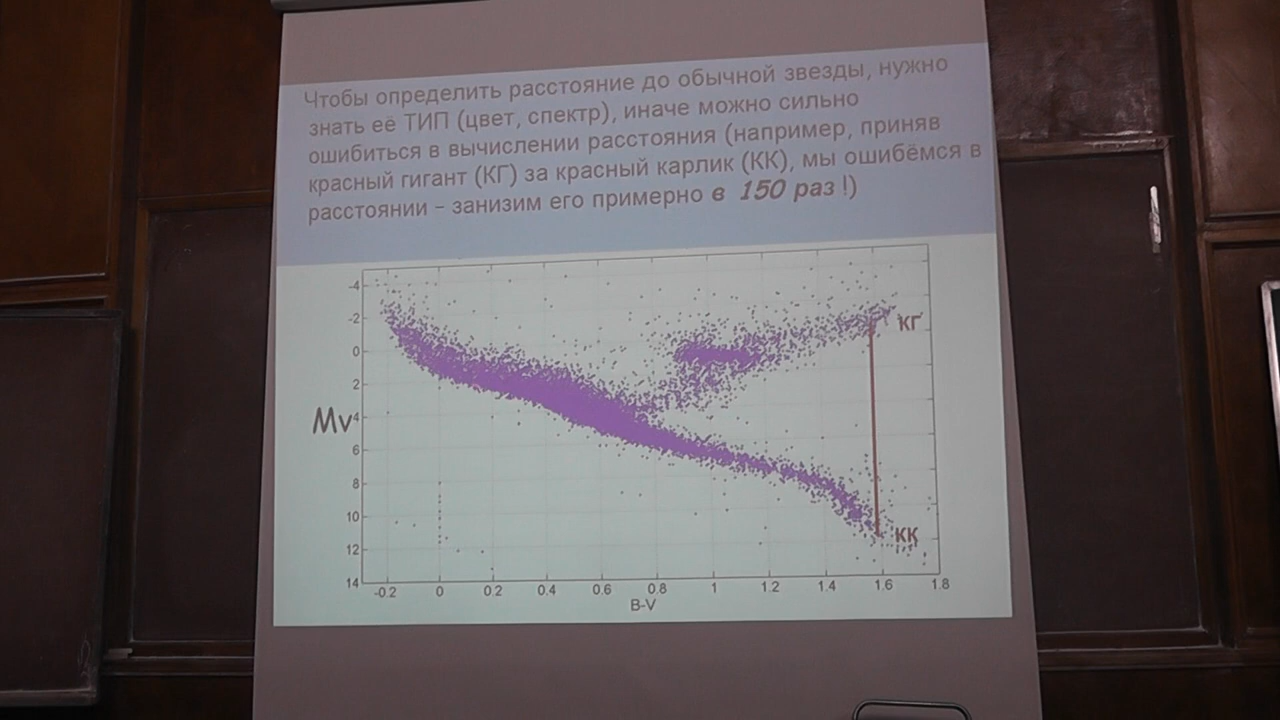 Чтобы определить расстояние до обычной звезды, нужно
знать её ТИП (цвет, спектр), иначе можно сильно
ошибиться в вычислении расстояния (например, приняв
красный гигант (КГ) за красный карлик (КК), мы ошибёмся в
расстоянии – занизим его примерно в 150 раз !)
-4
-2
КГ
0
2
Mv
4
6
8
10
КК
12
14
-0.2 0 0.2 0.4 0.6 0.8 1 1.2 1.4 1.6 1.8
B-V